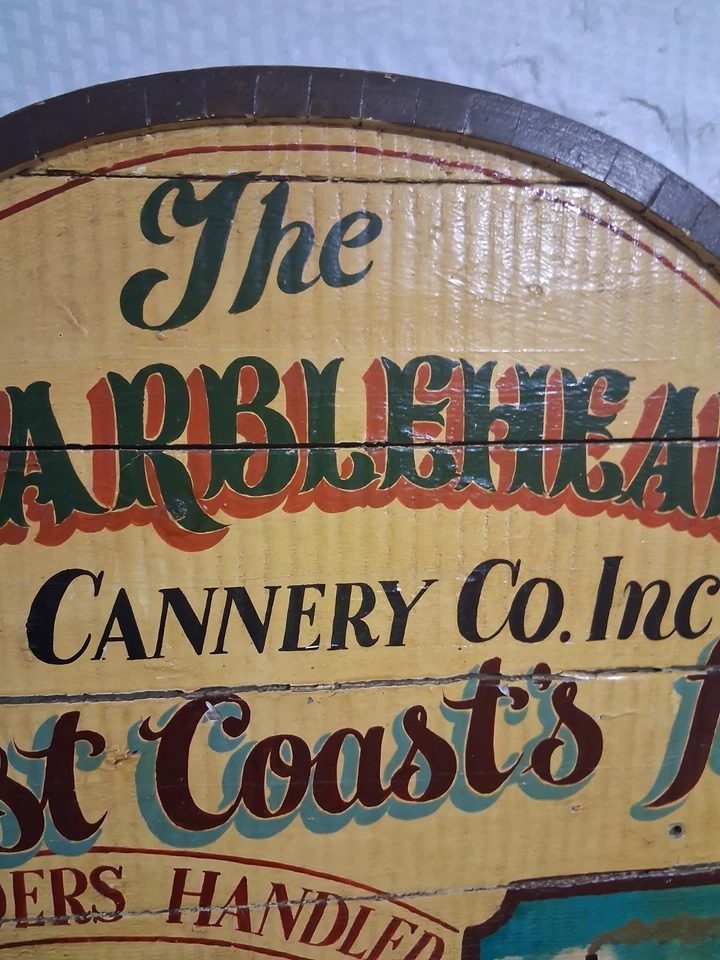 The
ARBLEHEA
CANNERY Co. Inc
st Coast's
DERS HANDLED